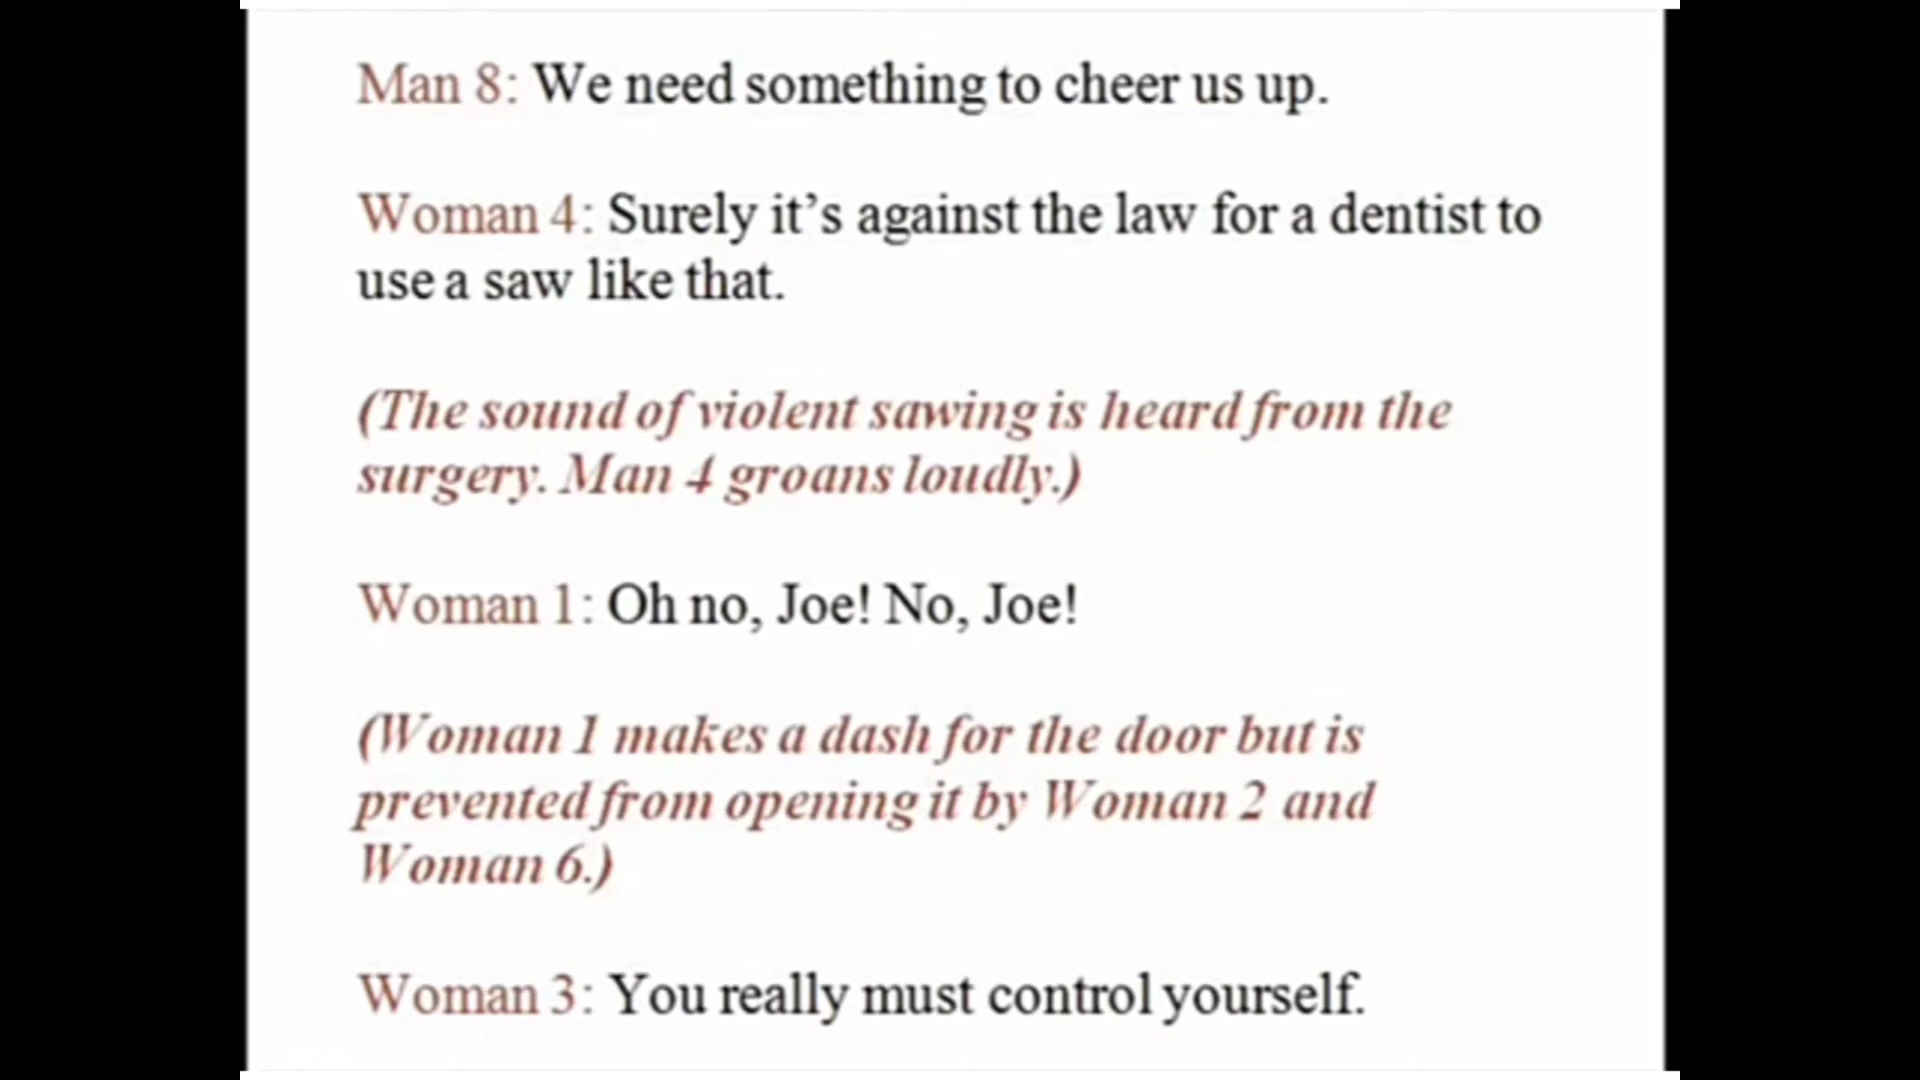 Man 8: We need something to cheer us up.
Woman 4: Surely it’s against the law for a dentist to
use a saw like that.
(The sound of violent sawing is heard from the
surgery. Man 4 groans loudly.)
Woman 1: Oh no, Joe! No, Joe!
(Woman 1 makes a dash for the door but is
prevented from opening it by Woman 2 and
Woman 6.)
Woman 3: You really must control yourself.